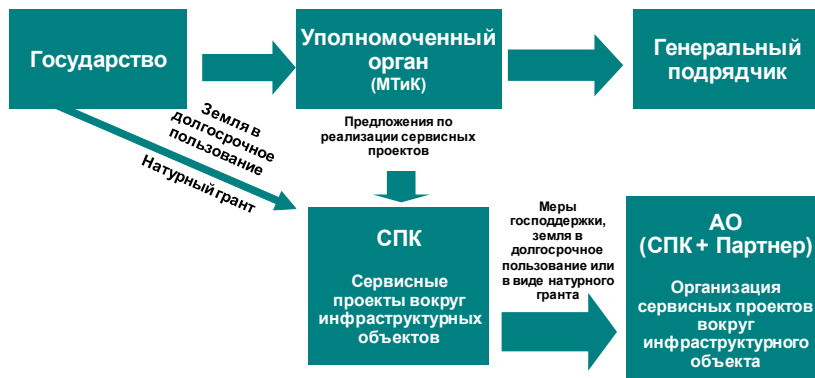 Государство
Уполномоченный
орган
(МТиК)
Генеральный
подрядчик
Земля в
долгосрочное
пользование
Натурный грант
Предложения по
реализации сервисных
проектов
СПК
Сервисные
проекты вокруг
инфраструктурных
объектов
Меры
господдержки,
земля в
долгосрочное
пользование или
в виде натурного
гранта
АО
(СПК + Партнер)
Организация
сервисных проектов
вокруг
инфраструктурного
объекта